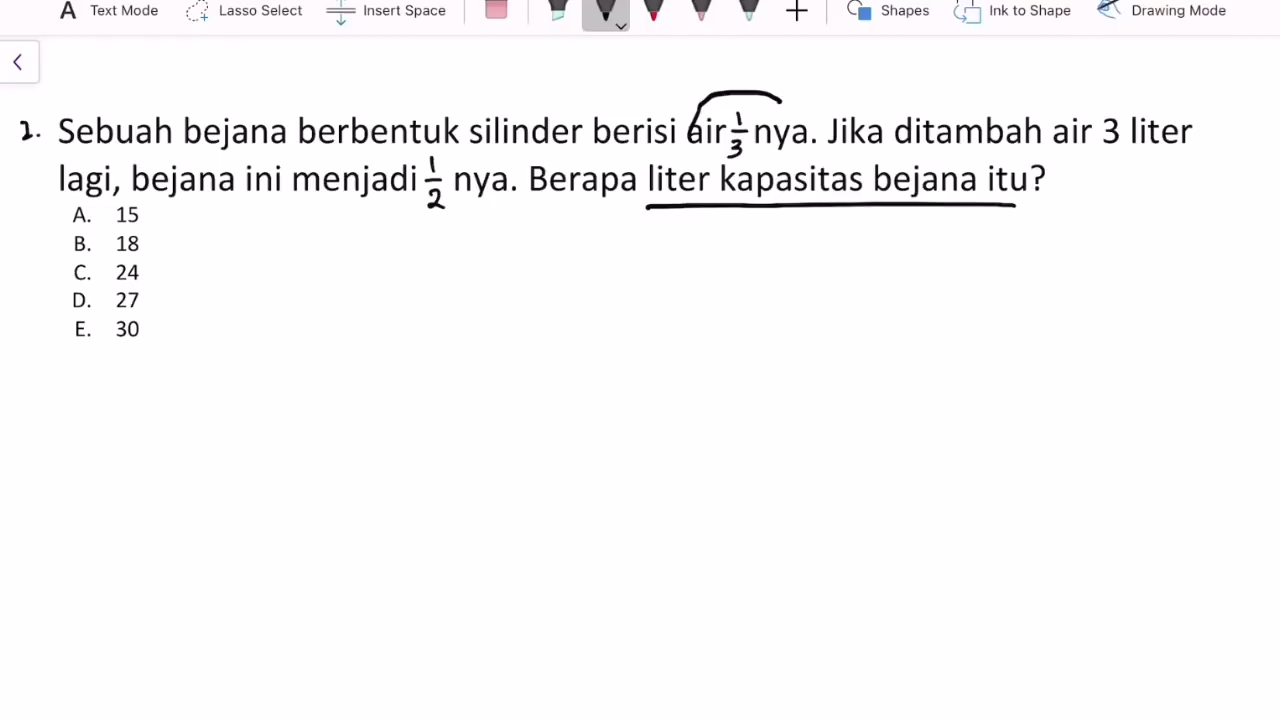 A Text Mode Lasso Select Insert Space Shapes Ink to Shape Drawing Mode
1. Sebuah bejana berbentuk silinder berisi air 1/3 nya. Jika ditambah air 3 liter
lagi, bejana ini menjadi 1/2 nya. Berapa liter kapasitas bejana itu?
A. 15
B. 18
C. 24
D. 27
E. 30